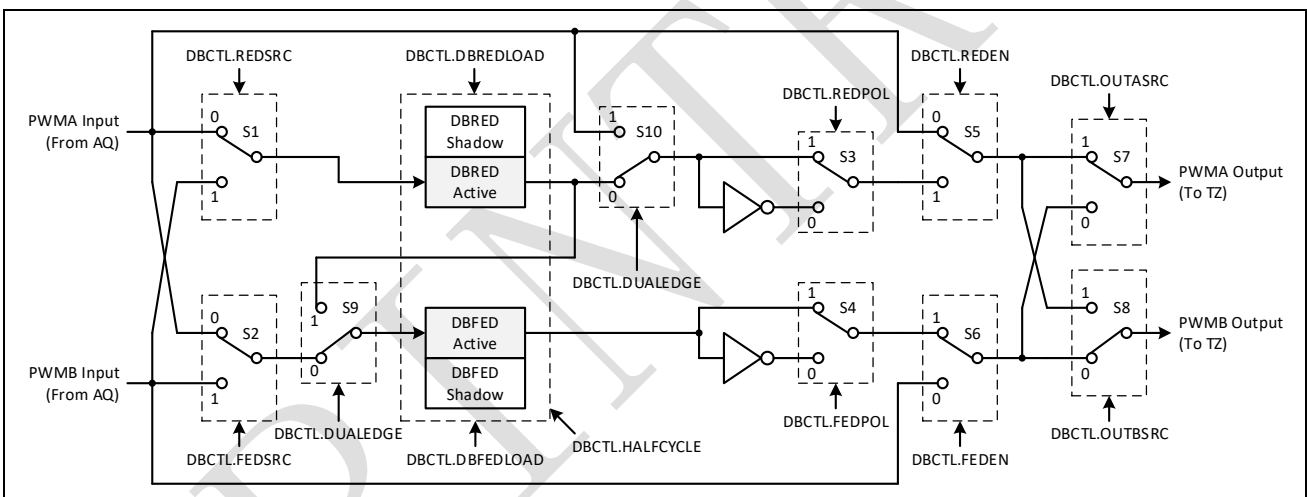 DBCTL.REDSRC
DBCTL.DBREDLOAD
DBCTL.REDEN
DBCTL.REDPOL
DBCTL.OUTASRC
PWMA Input
(From AQ)
0
S1
1
DBRED
Shadow
DBRED
Active
1
S10
0
1
S3
0
0
S5
1
1
S7
0
PWMA Output
(To TZ)
DBCTL.DUALEDGE
0
S2
1
S9
1
0
DBFED
Active
DBFED
Shadow
1
S4
0
1
S6
0
1
S8
0
PWMB Output
(To TZ)
PWMB Input
(From AQ)
DBCTL.DUALEDGE
DBCTL.FEDSRC
DBCTL.DBFEDLOAD
DBCTL.HALFCYCLE
DBCTL.FEDPOL
DBCTL.FEDEN
DBCTL.OUTBSRC